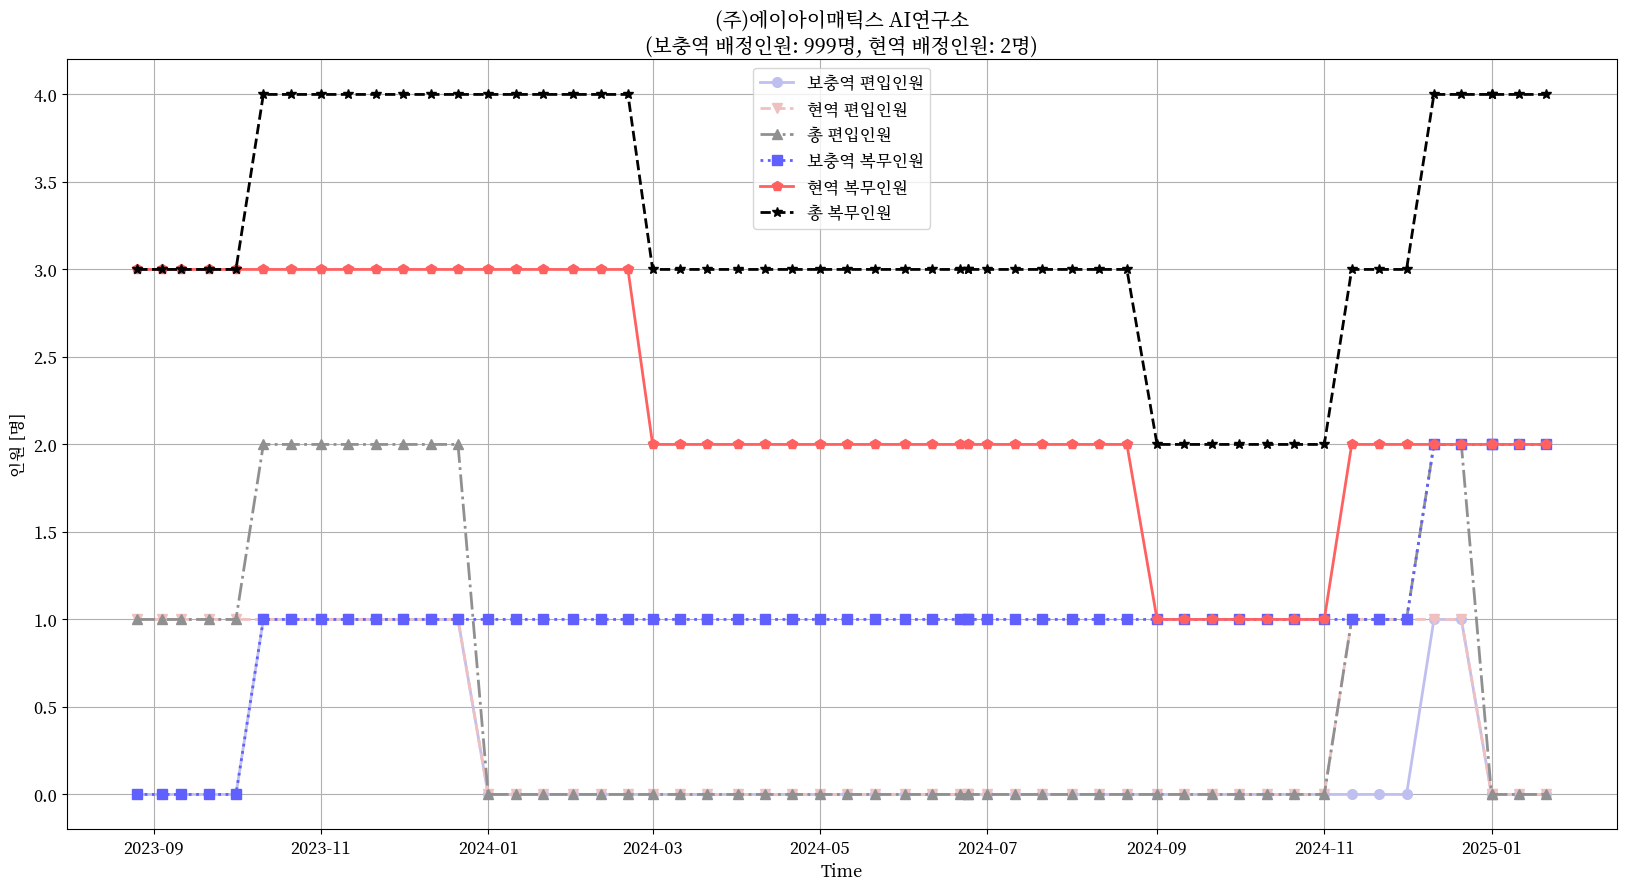 (주)에이아이매틱스 AI연구소
(보충역 배정인원: 999명, 현역 배정인원: 2명)
보충역 편입인원
현역 편입인원
총 편입인원
보충역 복무인원
현역 복무인원
총 복무인원
인원 [명]
4.0
3.5
3.0
2.5
2.0
1.5
1.0
0.5
0.0
2023-09
2023-11
2024-01
2024-03
2024-05
2024-07
2024-09
2024-11
2025-01
Time